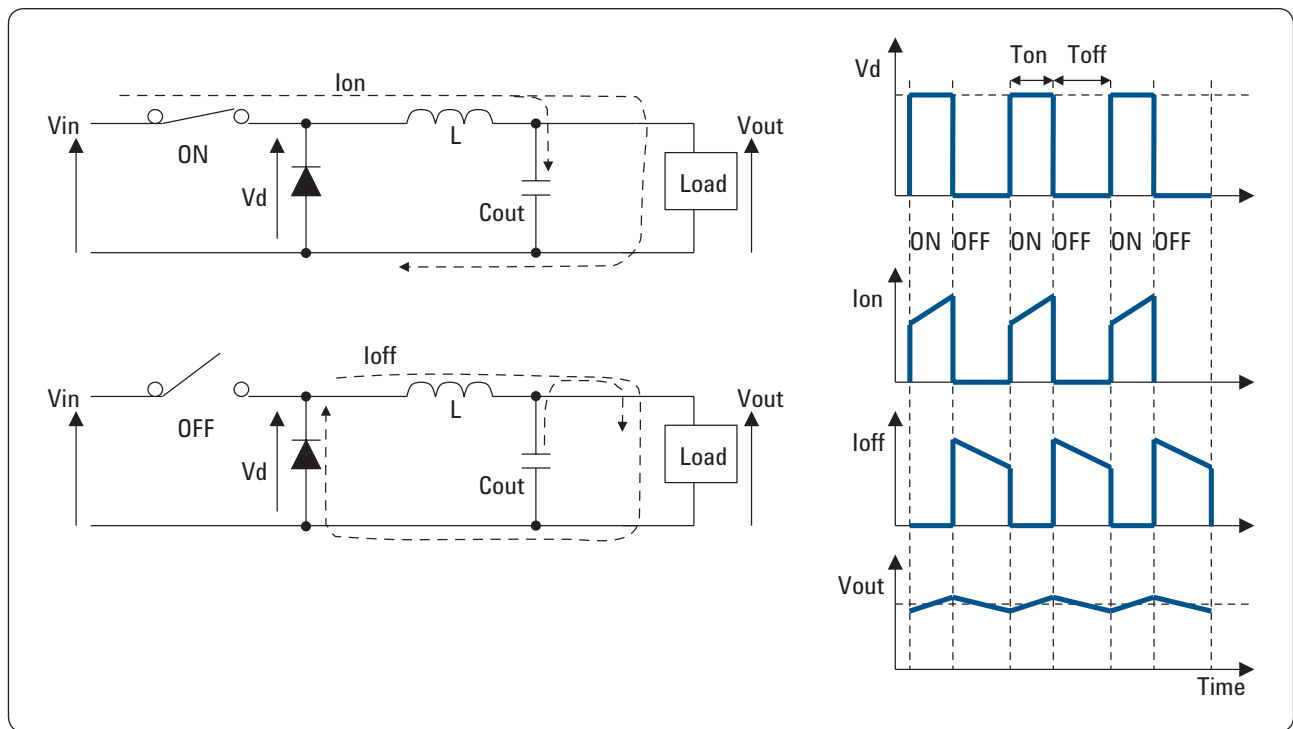 Ion
Vin
ON
Vd
L
Cout
Load
Vout
Ioff
Vin
OFF
Vd
L
Cout
Load
Vout
Vd
Ton Toff
ON OFF ON OFF ON OFF
Ion
Ioff
Vout
Time